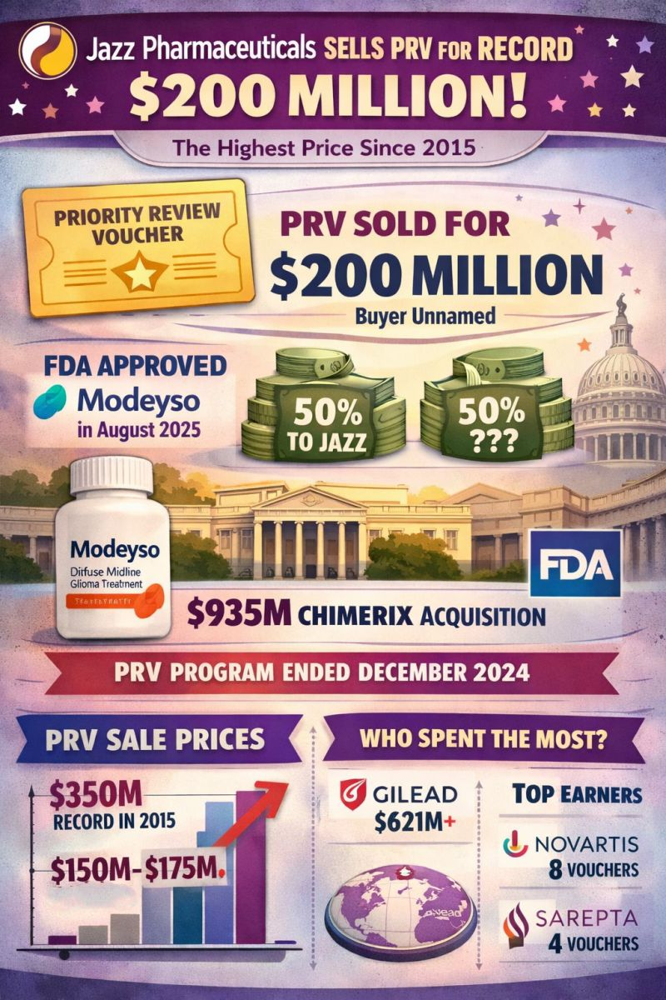 Jazz Pharmaceuticals SELLS PRV FOR RECORD
$200 MILLION!
The Highest Price Since 2015
PRIORITY REVIEW
VOUCHER
PRV SOLD FOR
$200 MILLION
Buyer Unnamed
FDA APPROVED
Modeyso
in August 2025
50%
TO JAZZ
50%
???
Modeyso
Diffuse Midline
Glioma Treatment
FDA
$935M CHIMERIX ACQUISITION
PRV PROGRAM ENDED DECEMBER 2024
PRV SALE PRICES
$350M
RECORD IN 2015
$150M-$175M.
WHO SPENT THE MOST?
GILEAD
$621M+
TOP EARNERS
NOVARTIS
8 VOUCHERS
SAREPTA
4 VOUCHERS